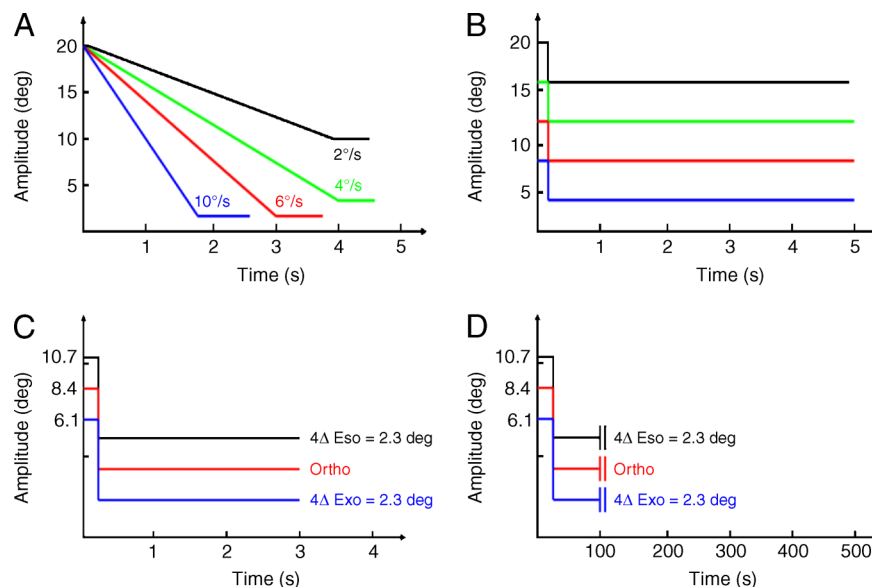 A
Amplitude (deg)
20
15
10
5
2°/s
4°/s
6°/s
10°/s
1 2 3 4 5
Time (s)
B
Amplitude (deg)
20
15
10
5
1 2 3 4 5
Time (s)
C
Amplitude (deg)
10.7
8.4
6.1
4Δ Eso = 2.3 deg
Ortho
4Δ Exo = 2.3 deg
1 2 3 4
Time (s)
D
Amplitude (deg)
10.7
8.4
6.1
4Δ Eso = 2.3 deg
Ortho
4Δ Exo = 2.3 deg
100 200 300 400 500
Time (s)